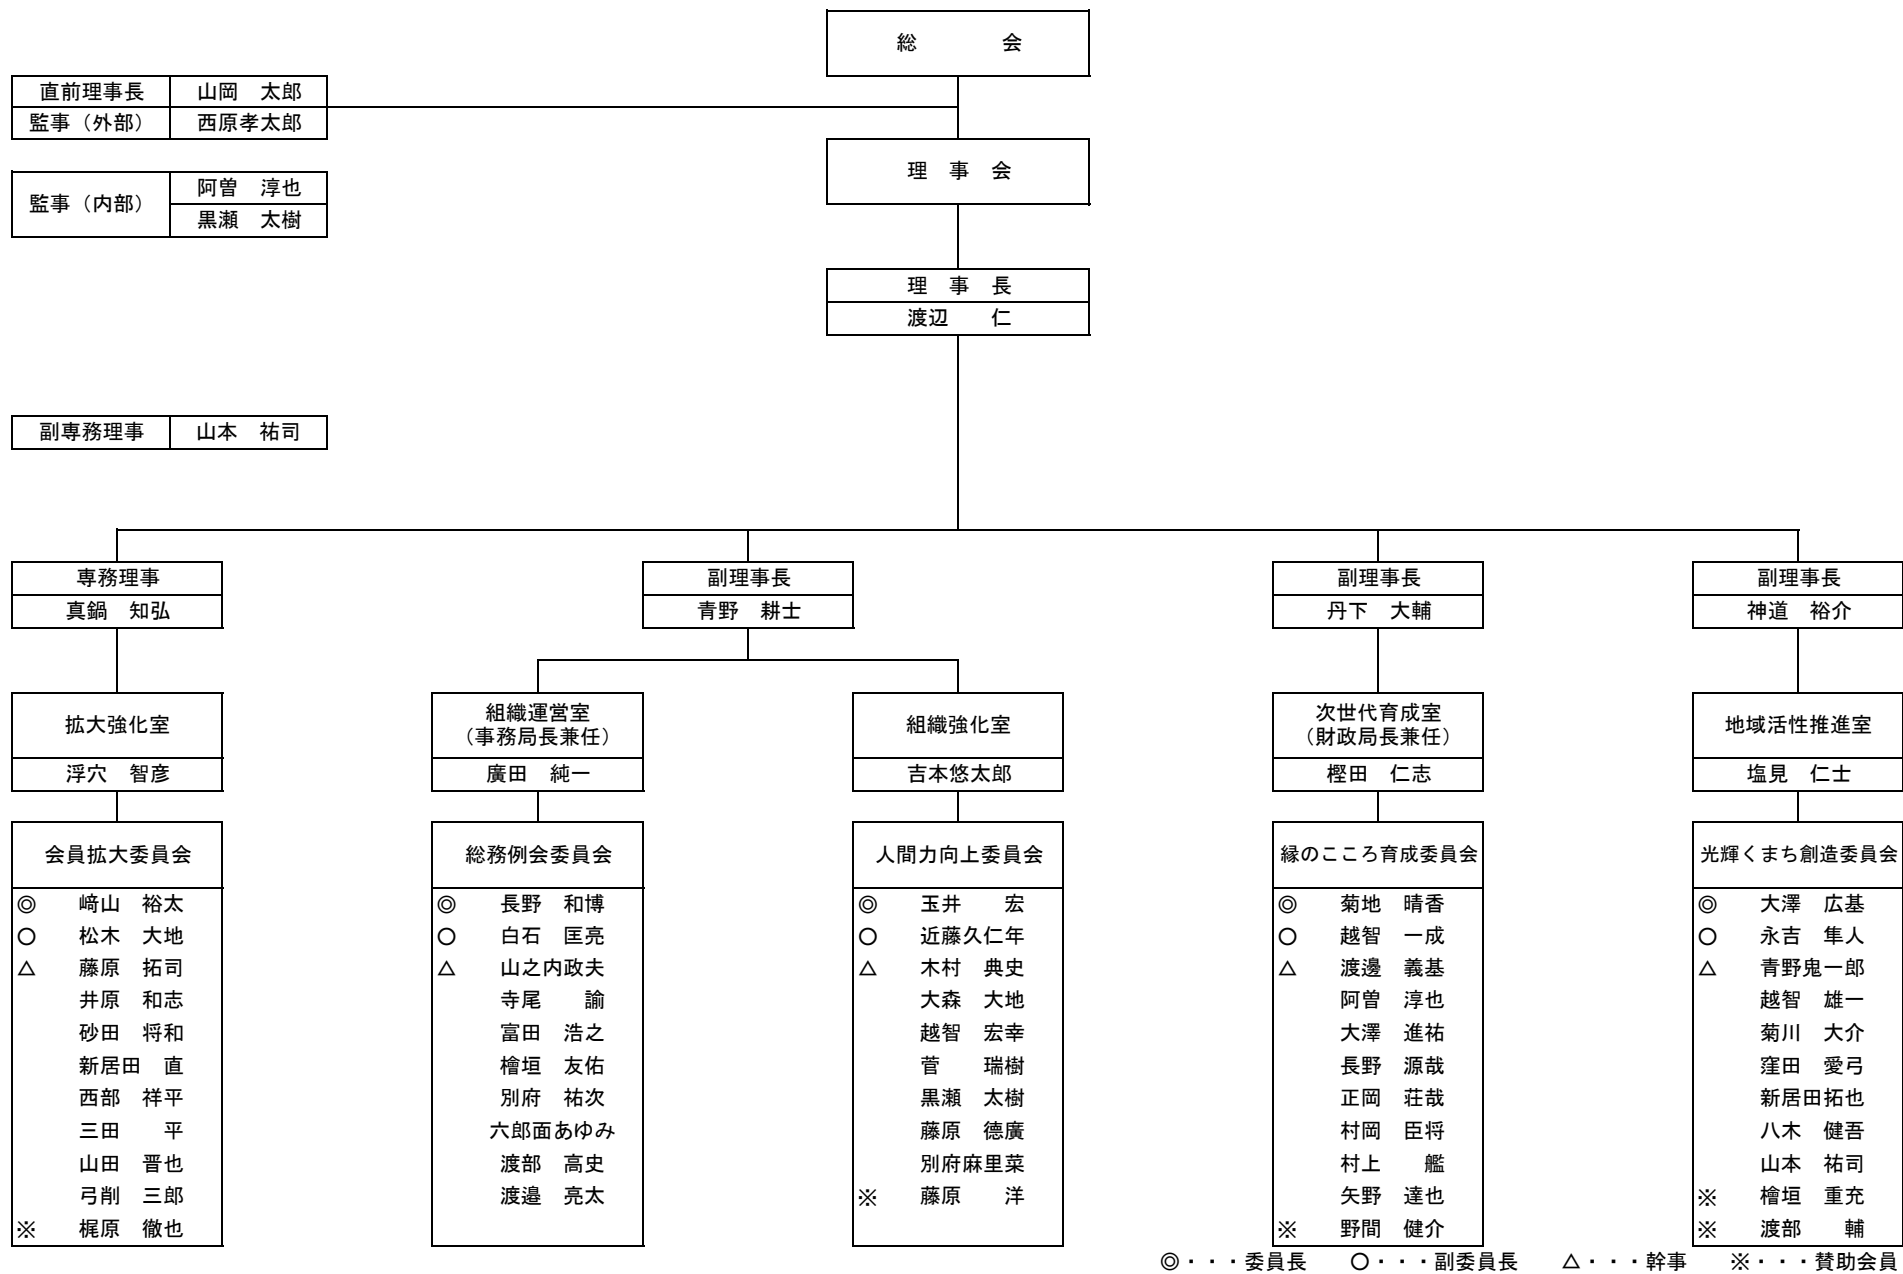 総　　　　会
直前理事長　山岡　太郎
監事（外部）　西原孝太郎
理　事　会
監事（内部）　阿曽　淳也
黒瀬　太樹
理　事　長
渡辺　　仁
副専務理事　山本　祐司
専務理事　副理事長　副理事長　副理事長
真鍋　知弘　青野　耕士　丹下　大輔　神道　裕介
拡大強化室
浮穴　智彦
組織運営室
（事務局長兼任）
廣田　純一
組織強化室
吉本悠太郎
次世代育成室
（財政局長兼任）
樫田　仁志
地域活性推進室
塩見　仁士
会員拡大委員会
◎　﨑山　裕太
○　松木　大地
△　藤原　拓司
井原　和志
砂田　将和
新居田　直
西部　祥平
三田　　平
山田　晋也
弓削　三郎
※　梶原　徹也
総務例会委員会
◎　長野　和博
○　白石　匡亮
△　山之内政夫
寺尾　　諭
富田　浩之
檜垣　友佑
別府　祐次
六郎面あゆみ
渡部　高史
渡邉　亮太
人間力向上委員会
◎　玉井　　宏
○　近藤久仁年
△　木村　典史
大森　大地
越智　宏幸
菅　　瑞樹
黒瀬　太樹
藤原　德廣
別府麻里菜
※　藤原　　洋
縁のこころ育成委員会
◎　菊地　晴香
○　越智　一成
△　渡邊　義基
阿曽　淳也
大澤　進祐
長野　源哉
正岡　荘哉
村岡　臣将
村上　　艦
矢野　達也
※　野間　健介
光輝くまち創造委員会
◎　大澤　広基
○　永吉　隼人
△　青野鬼一郎
越智　雄一
菊川　大介
窪田　愛弓
新居田拓也
八木　健吾
山本　祐司
※　檜垣　重充
※　渡部　　輔
◎・・・委員長　　○・・・副委員長　　△・・・幹事　　※・・・賛助会員